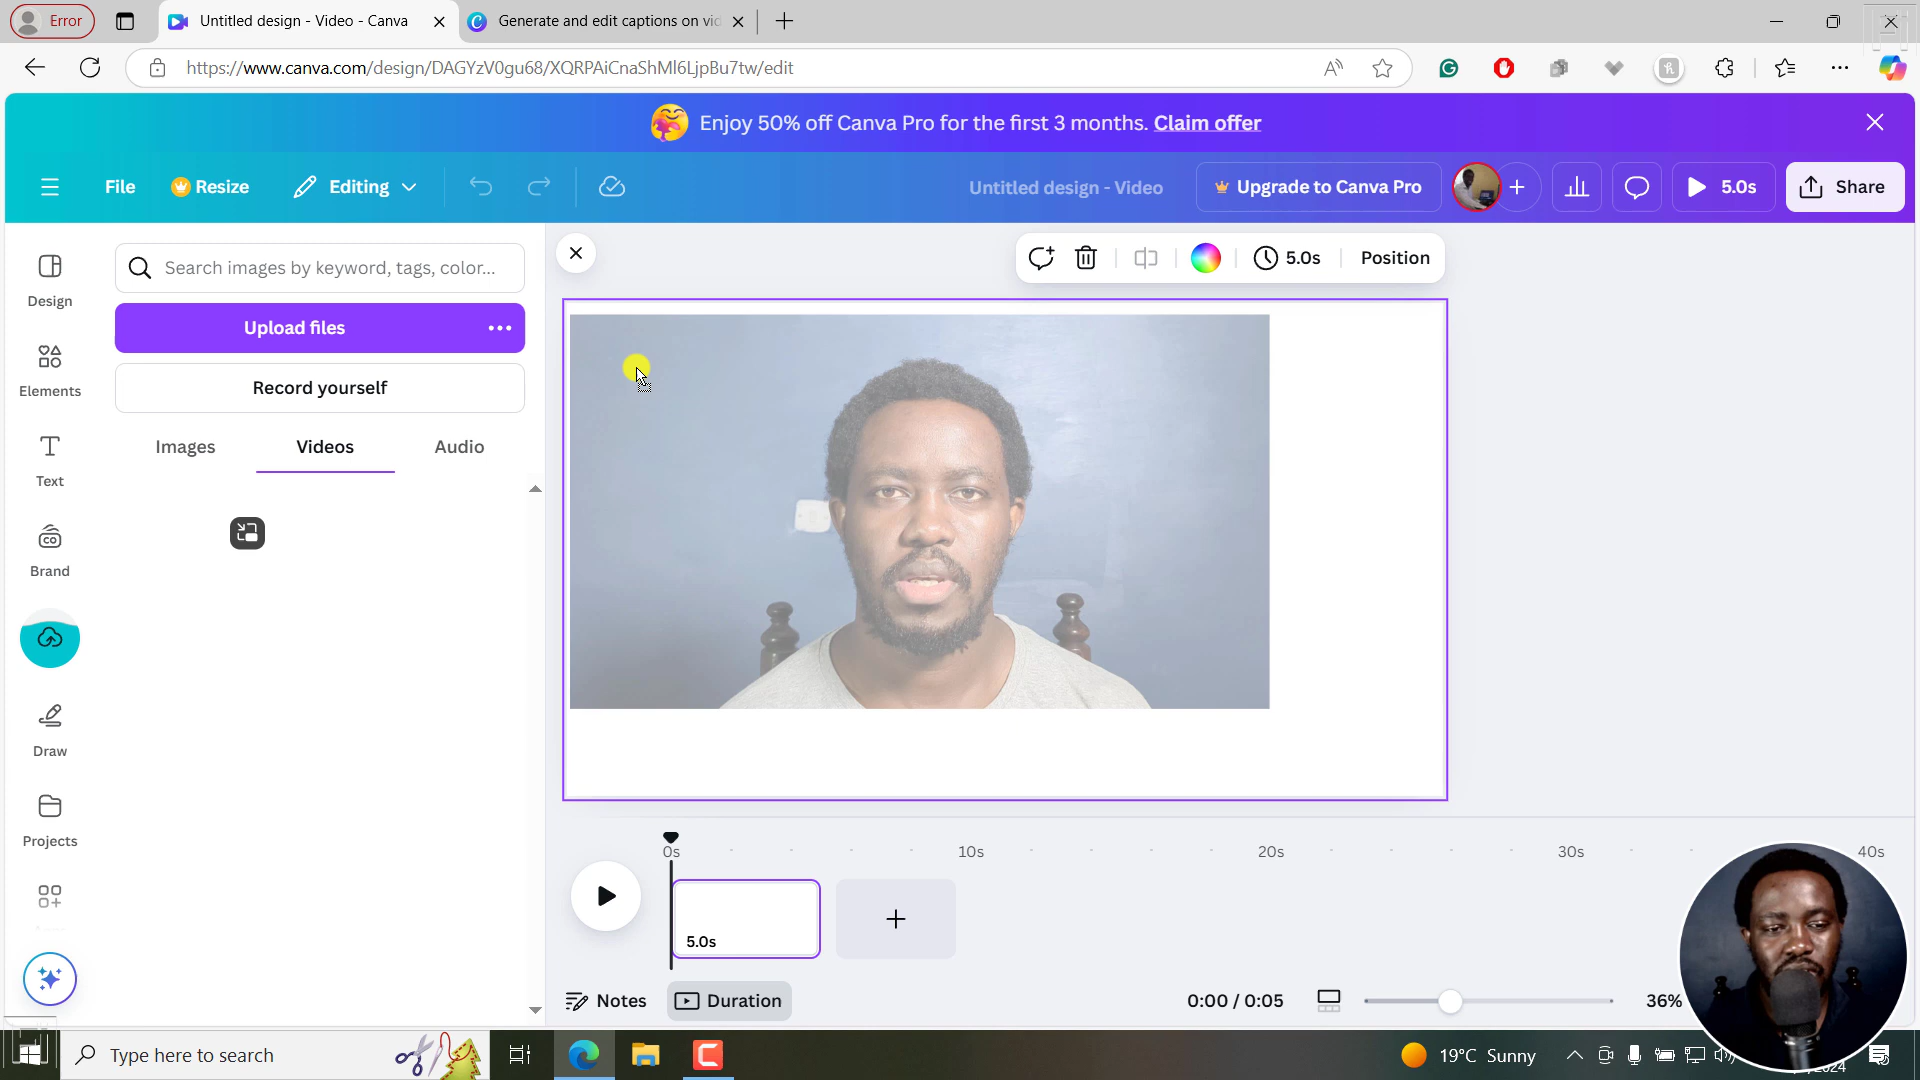 Error
Untitled design - Video - Canva
Generate and edit captions on vid
https://www.canva.com/design/DAGYzV0gu68/XQRPAiCnaShMl6LjpBu7tw/edit
Enjoy 50% off Canva Pro for the first 3 months. Claim offer
File
Resize
Editing
Untitled design - Video
Upgrade to Canva Pro
5.0s
Share
Design
Elements
Text
Brand
Draw
Projects
Search images by keyword, tags, color...
Upload files
Record yourself
Images
Videos
Audio
5.0s
Position
0s
10s
20s
30s
40s
5.0s
Notes
Duration
0:00 / 0:05
36%
Type here to search
19°C Sunny